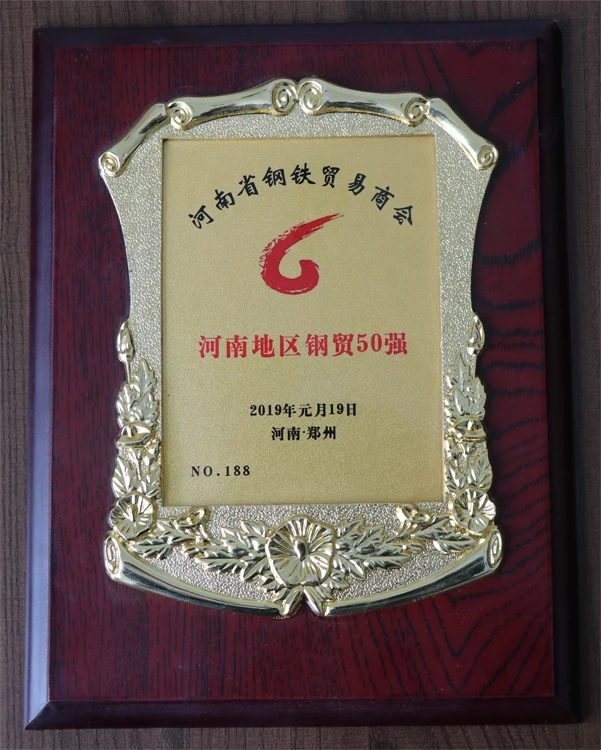 河南省钢铁贸易商会
河南地区钢贸50强
2019年元月19日
河南·郑州
NO.188